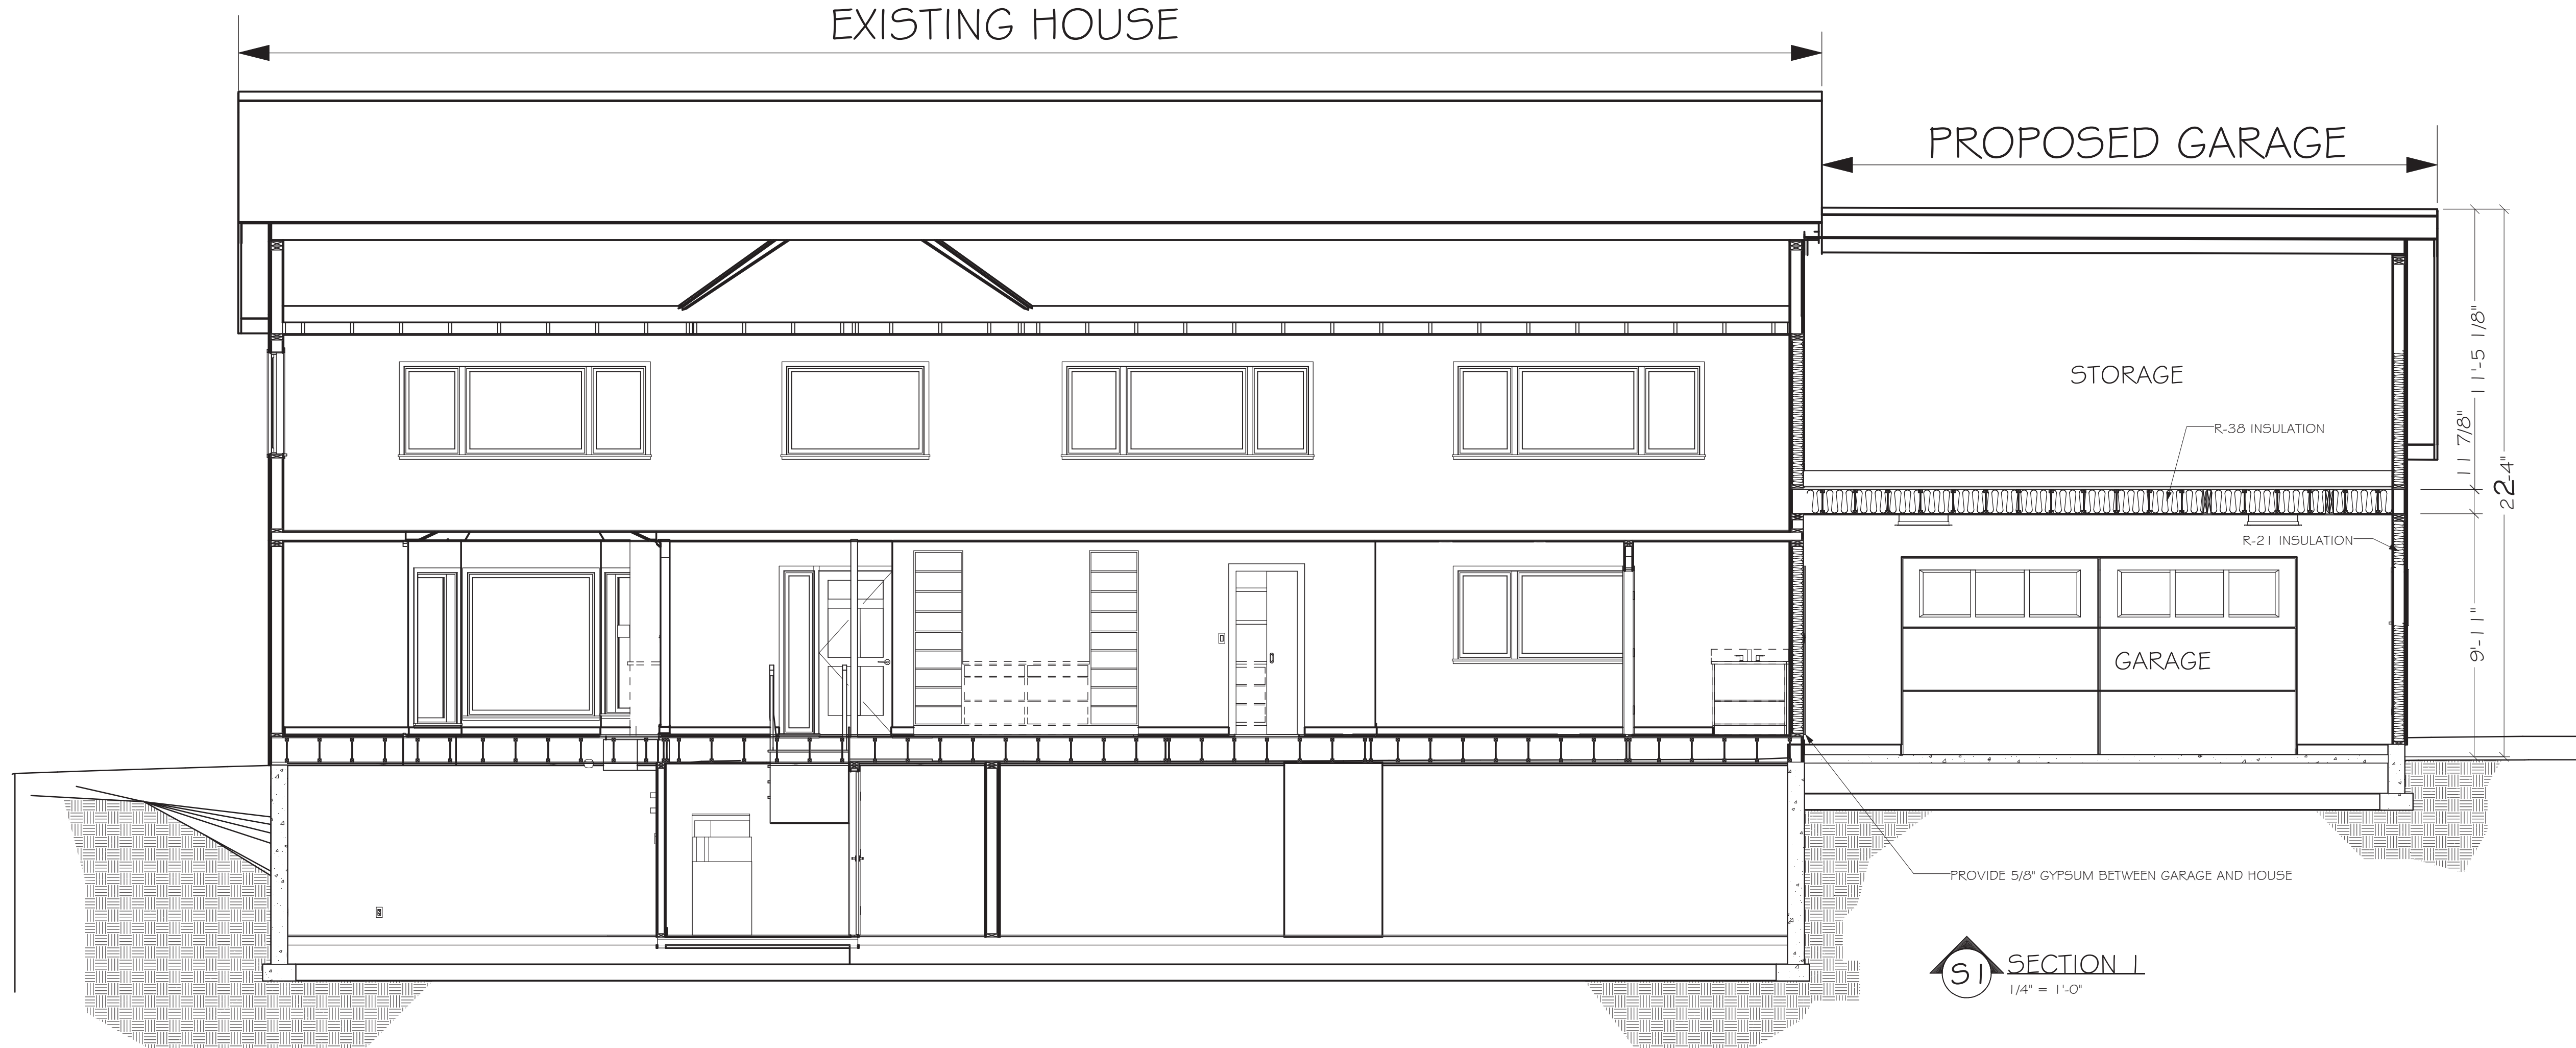 EXISTING HOUSE
PROPOSED GARAGE
11'-5 1/8"
STORAGE
11 7/8"
R-38 INSULATION
22'-4"
R-21 INSULATION
9'-11"
GARAGE
PROVIDE 5/8" GYPSUM BETWEEN GARAGE AND HOUSE
S1
SECTION 1
1/4" = 1'-0"